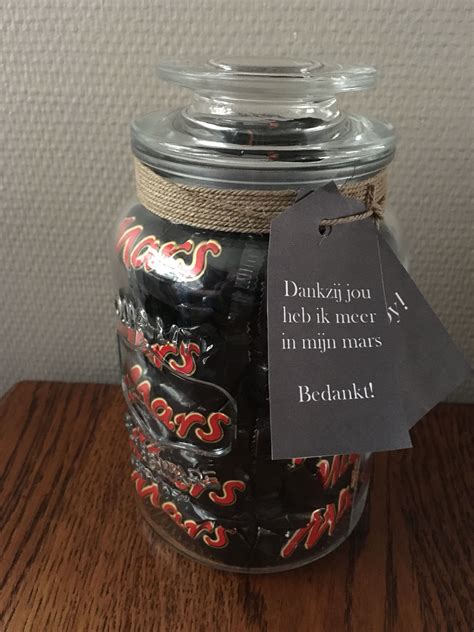 Mars
Mars
Mars
Mars
Dankzij jou
heb ik meer
in mijn mars
Bedankt!
y!